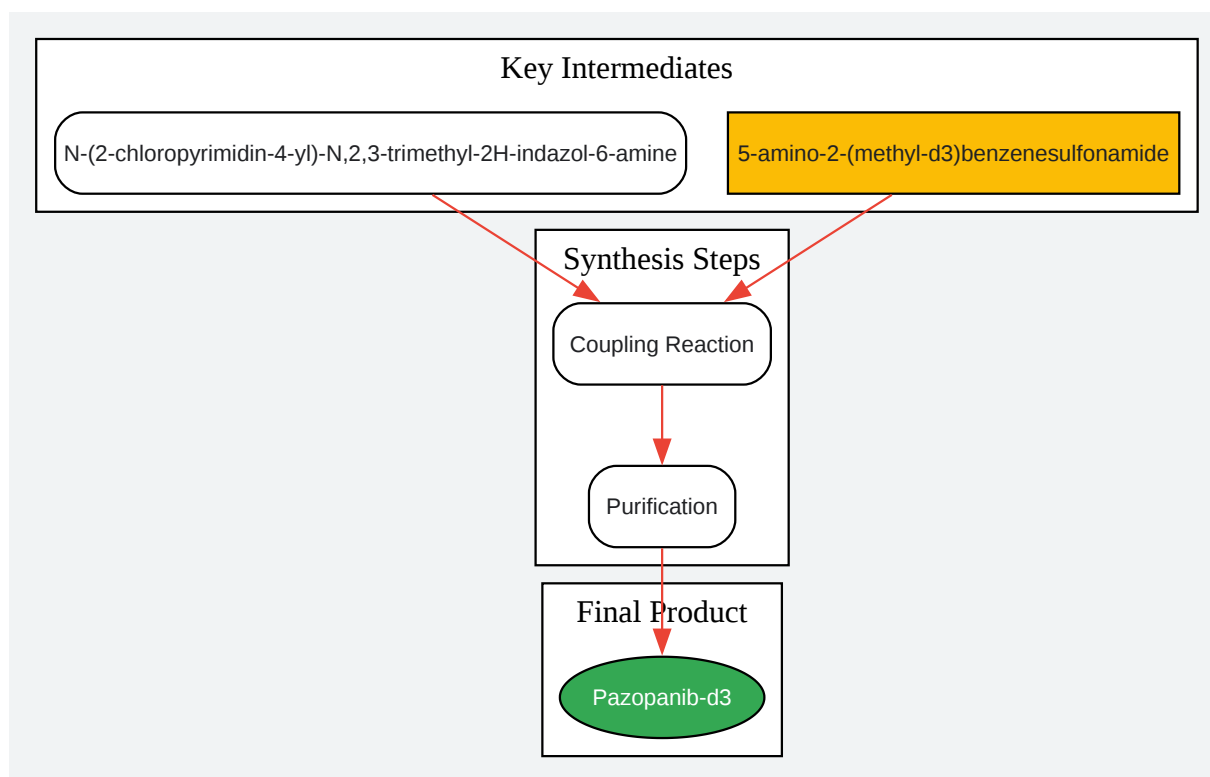 Key Intermediates
N-(2-chloropyrimidin-4-yl)-N,2,3-trimethyl-2H-indazol-6-amine
5-amino-2-(methyl-d3)benzenesulfonamide
Synthesis Steps
Coupling Reaction
Purification
Final Product
Pazopanib-d3